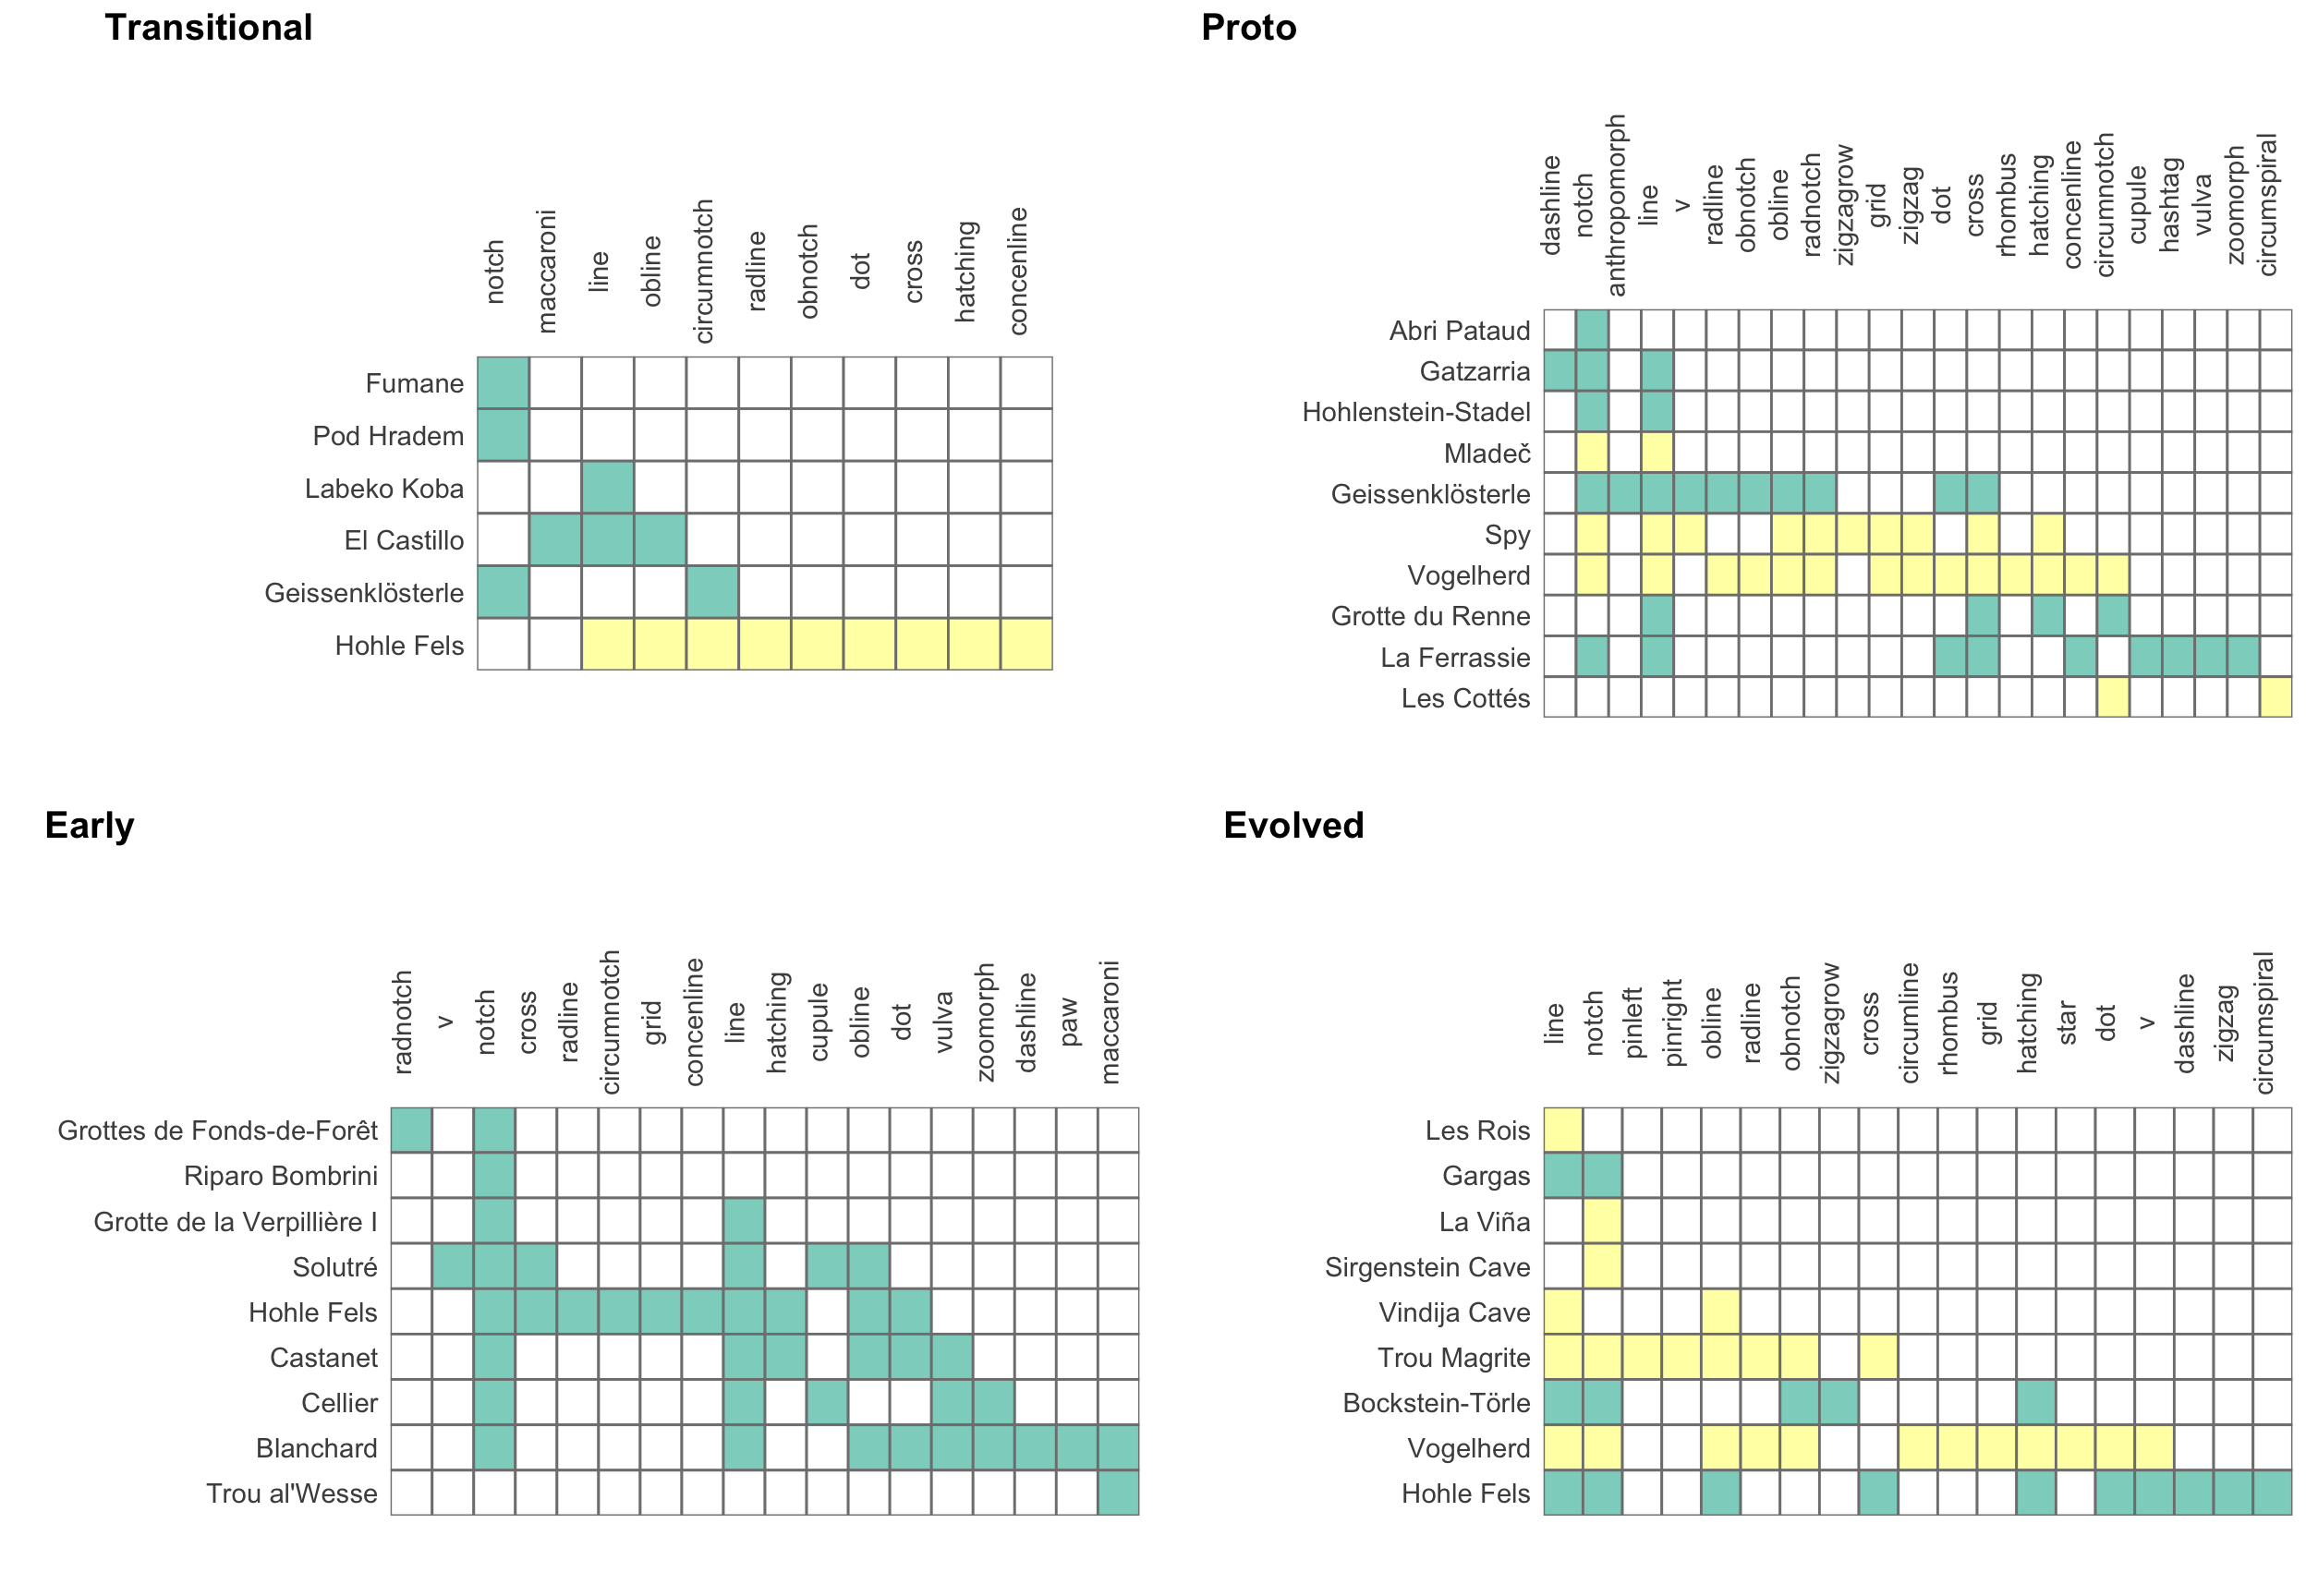 Transitional
notch
maccaroni
line
obline
circumnotch
radline
obnotch
dot
cross
hatching
concenline
Fumane
Pod Hradem
Labeko Koba
El Castillo
Geissenklösterle
Hohle Fels
Proto
dashline
notch
anthropomorph
line
v
radline
obnotch
obline
radnotch
zigzagrow
grid
zigzag
dot
cross
rhombus
hatching
concenline
circumnotch
cupule
hashtag
vulva
zoomorph
circumspiral
Abri Pataud
Gatzarria
Hohlenstein-Stadel
Mladeč
Geissenklösterle
Spy
Vogelherd
Grotte du Renne
La Ferrassie
Les Cottés
Early
radnotch
v
notch
cross
radline
circumnotch
grid
concenline
line
hatching
cupule
obline
dot
vulva
zoomorph
dashline
paw
maccaroni
Grottes de Fonds-de-Forêt
Riparo Bombrini
Grotte de la Verpillière I
Solutré
Hohle Fels
Castanet
Cellier
Blanchard
Trou al'Wesse
Evolved
line
notch
pinleft
pinright
obline
radline
obnotch
zigzagrow
cross
circumline
rhombus
grid
hatching
star
dot
v
dashline
zigzag
circumspiral
Les Rois
Gargas
La Viña
Sirgenstein Cave
Vindija Cave
Trou Magrite
Bockstein-Törle
Vogelherd
Hohle Fels